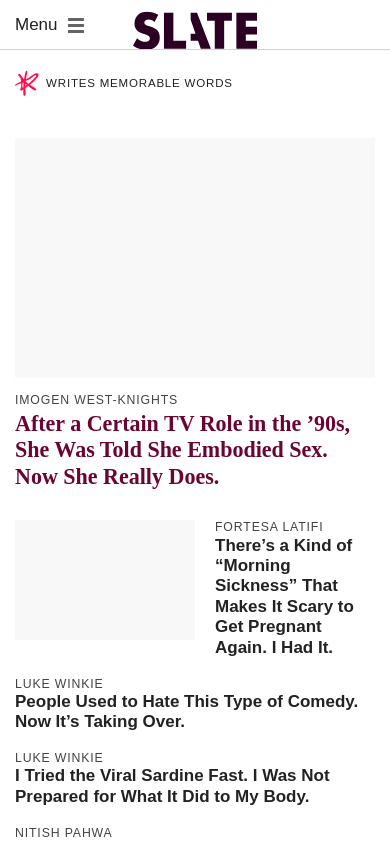 Menu SLATE
WRITES MEMORABLE WORDS
IMOGEN WEST-KNIGHTS
After a Certain TV Role in the ’90s,
She Was Told She Embodied Sex.
Now She Really Does.
FORTESA LATIFI
There’s a Kind of
“Morning
Sickness” That
Makes It Scary to
Get Pregnant
Again. I Had It.
LUKE WINKIE
People Used to Hate This Type of Comedy.
Now It’s Taking Over.
LUKE WINKIE
I Tried the Viral Sardine Fast. I Was Not
Prepared for What It Did to My Body.
NITISH PAHWA